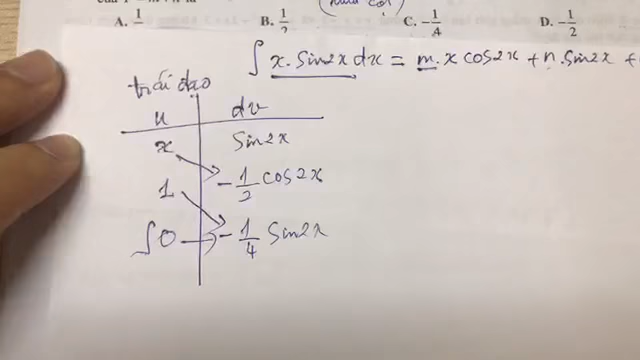 A. 1 B. 1/2 C. -1/4 D. -1/2
∫ x.sin2x dx = m.x cos2x + n.sin2x +
trái dạo
u dv
x sin2x
1 -1/2 cos2x
∫0 -1/4 sin2x